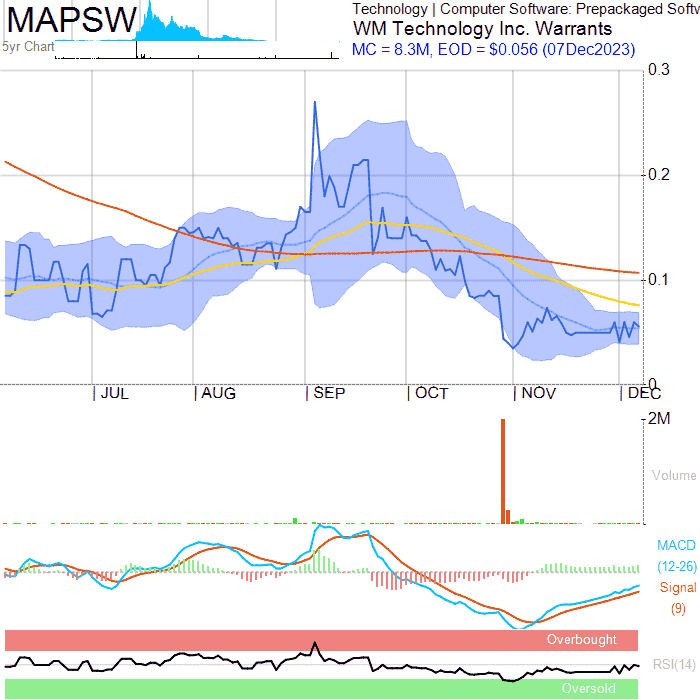 MAPSW
5yr Chart
Technology | Computer Software: Prepackaged Softw
WM Technology Inc. Warrants
MC = 8.3M, EOD = $0.056 (07Dec2023)
0.3
0.2
0.1
0
JUL AUG SEP OCT NOV DEC
2M
Volume
MACD
(12-26)
Signal
(9)
Overbought
RSI(14)
Oversold